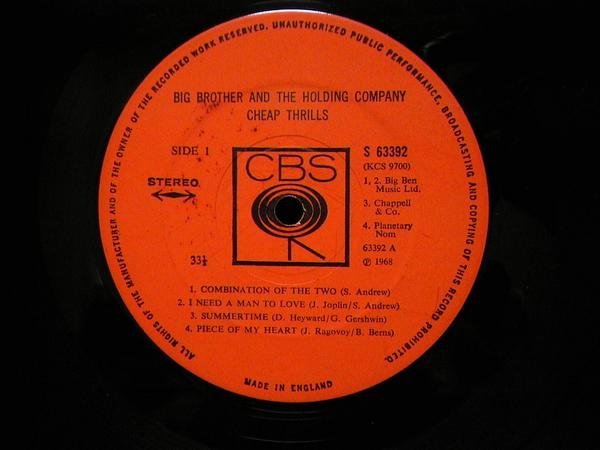 ALL RIGHTS OF THE MANUFACTURER AND OF THE OWNER OF THE RECORDED WORK RESERVED. UNAUTHORIZED PUBLIC PERFORMANCE, BROADCASTING AND COPYING OF THIS RECORD PROHIBITED.
BIG BROTHER AND THE HOLDING COMPANY
CHEAP THRILLS
SIDE 1
STEREO
33⅓
CBS
S 63392
(KCS 9700)
1, 2. Big Ben
Music Ltd.
3. Chappell
& Co.
4. Planetary
Nom
63392 A
℗ 1968
1. COMBINATION OF THE TWO (S. Andrew)
2. I NEED A MAN TO LOVE (J. Joplin/S. Andrew)
3. SUMMERTIME (D. Heyward/G. Gershwin)
4. PIECE OF MY HEART (J. Ragovoy/B. Berns)
MADE IN ENGLAND